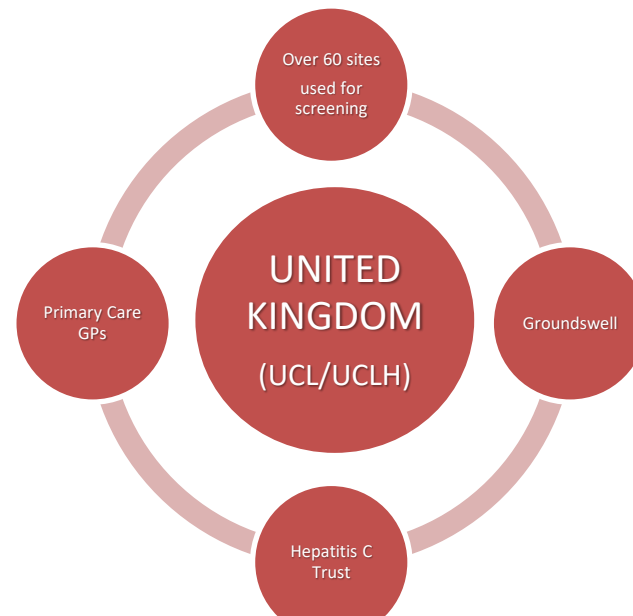 Over 60 sites
used for
screening
UNITED
KINGDOM
(UCL/UCLH)
Primary Care
GPs
Groundswell
Hepatitis C
Trust